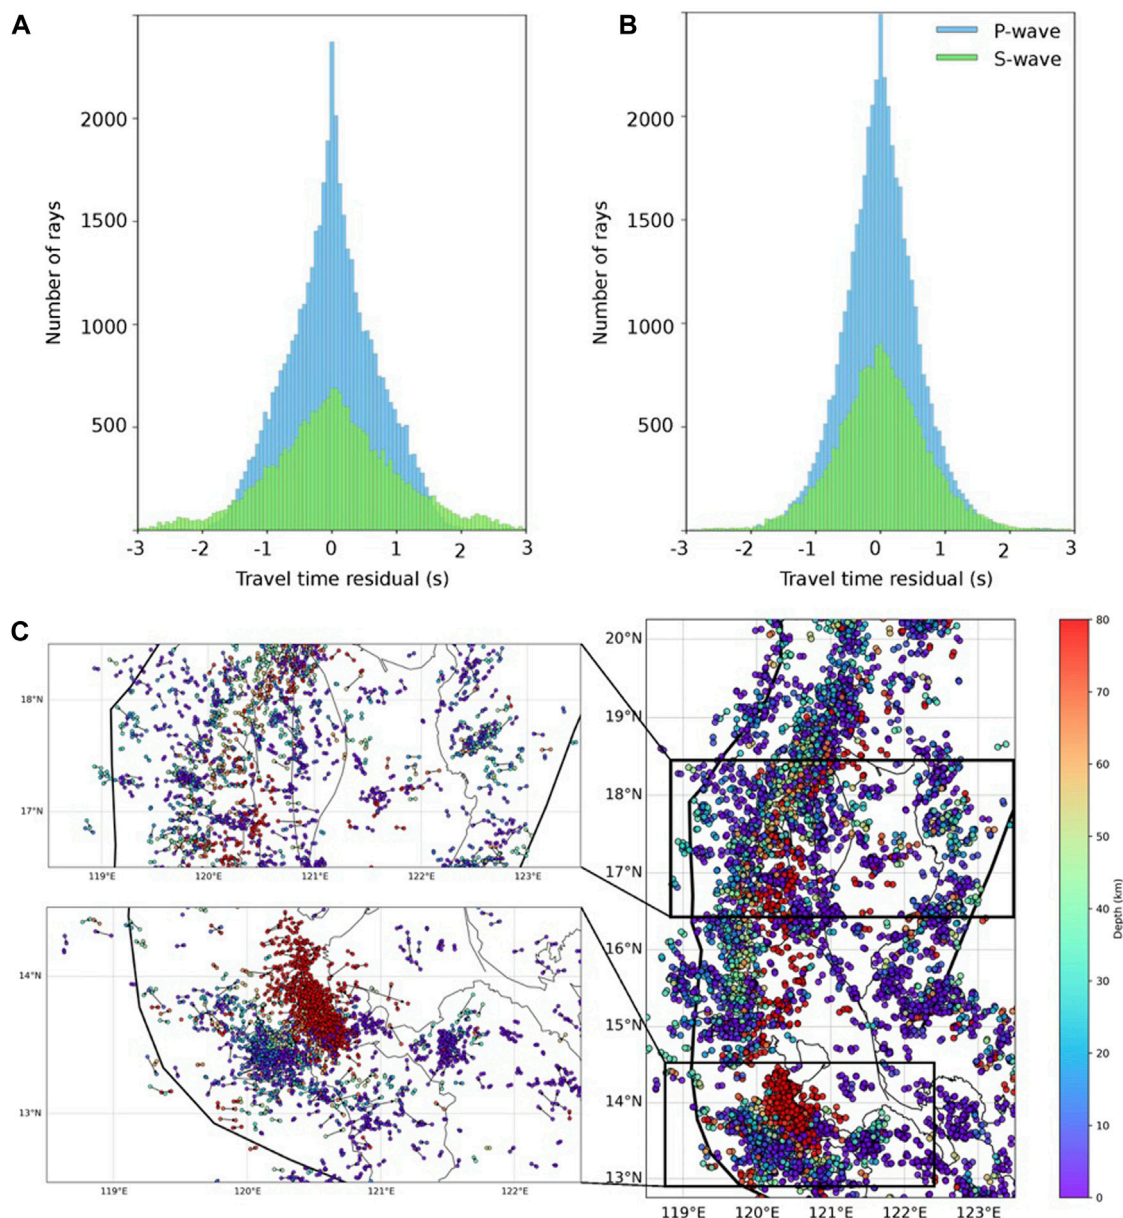 A
2000
1500
1000
500
Number of rays
-3 -2 -1 0 1 2 3
Travel time residual (s)
B
P-wave
S-wave
2000
1500
1000
500
Number of rays
-3 -2 -1 0 1 2 3
Travel time residual (s)
C
18°N
17°N
119°E 120°E 121°E 122°E 123°E
14°N
13°N
119°E 120°E 121°E 122°E
20°N
19°N
18°N
17°N
16°N
15°N
14°N
13°N
119°E 120°E 121°E 122°E 123°E
80
70
60
50
40
30
20
10
0
Depth (km)